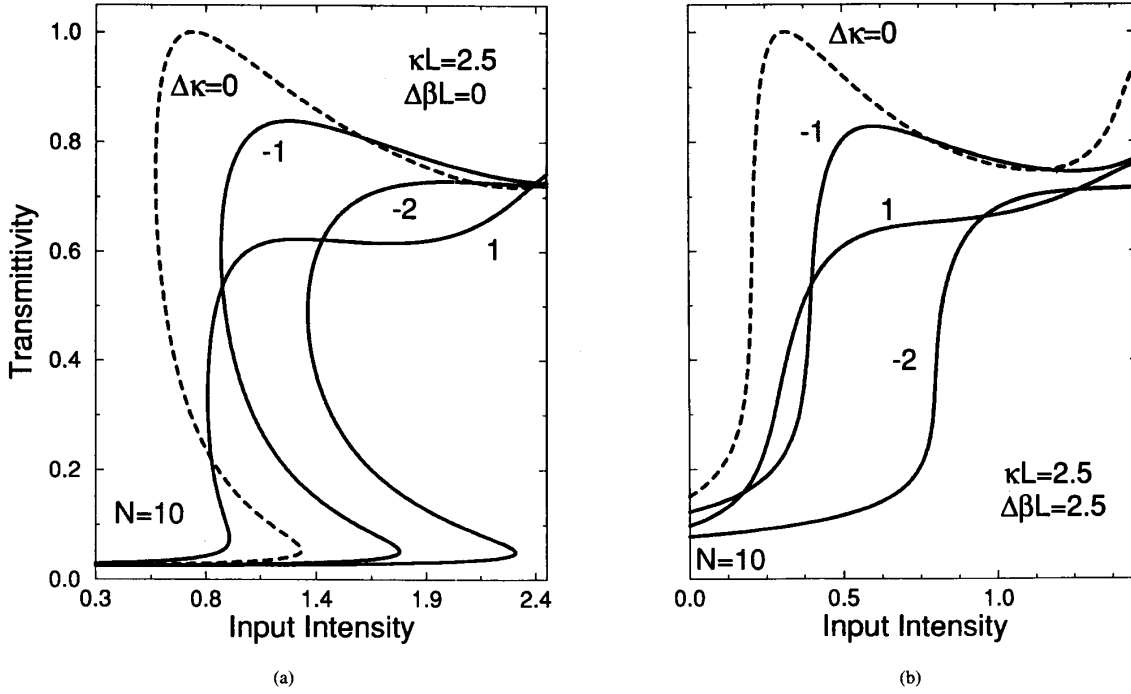 1.0
0.8
0.6
0.4
0.2
0.0
Transmittivity
Δκ=0
κL=2.5
ΔβL=0
-1
-2
1
N=10
0.3 0.8 1.4 1.9 2.4
Input Intensity
(a)
Δκ=0
-1
1
-2
κL=2.5
ΔβL=2.5
N=10
0.0 0.5 1.0
Input Intensity
(b)